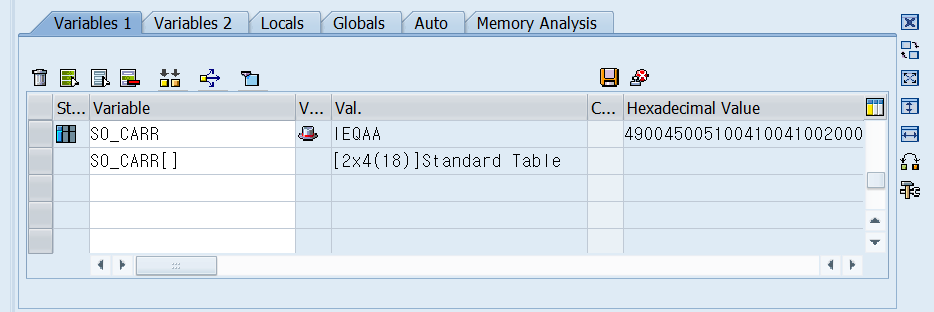 Variables 1 Variables 2 Locals Globals Auto Memory Analysis
St... Variable V... Val. C... Hexadecimal Value
SO_CARR IEQAA 4900450051004100410020000
SO_CARR[] [2x4(18)]Standard Table